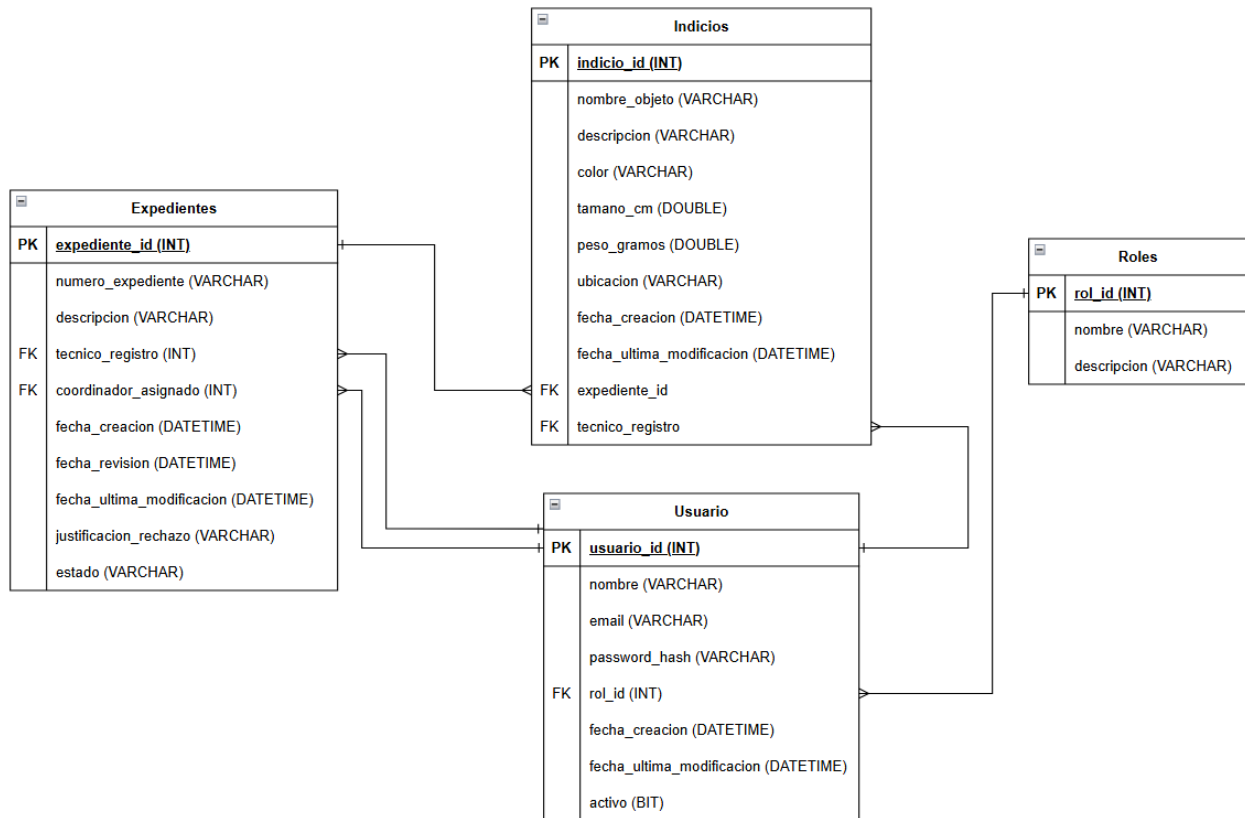 Indicios
PK indicio_id (INT)
nombre_objeto (VARCHAR)
descripcion (VARCHAR)
color (VARCHAR)
tamano_cm (DOUBLE)
peso_gramos (DOUBLE)
ubicacion (VARCHAR)
fecha_creacion (DATETIME)
fecha_ultima_modificacion (DATETIME)
FK expediente_id
FK tecnico_registro
Expedientes
PK expediente_id (INT)
numero_expediente (VARCHAR)
descripcion (VARCHAR)
FK tecnico_registro (INT)
FK coordinador_asignado (INT)
fecha_creacion (DATETIME)
fecha_revision (DATETIME)
fecha_ultima_modificacion (DATETIME)
justificacion_rechazo (VARCHAR)
estado (VARCHAR)
Roles
PK rol_id (INT)
nombre (VARCHAR)
descripcion (VARCHAR)
Usuario
PK usuario_id (INT)
nombre (VARCHAR)
email (VARCHAR)
password_hash (VARCHAR)
FK rol_id (INT)
fecha_creacion (DATETIME)
fecha_ultima_modificacion (DATETIME)
activo (BIT)